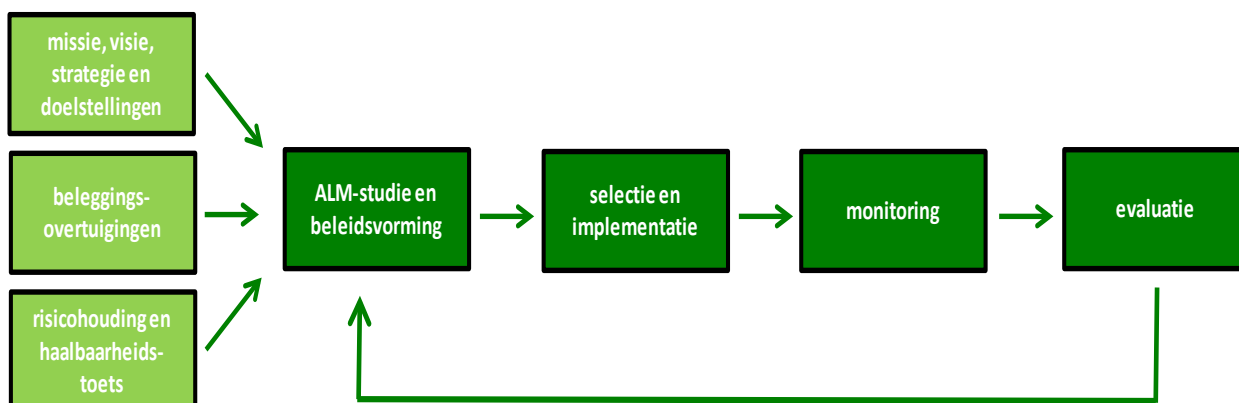 missie, visie,
strategie en
doelstellingen
beleggings-
overtuigingen
risicohouding en
haalbaarheids-
toets
ALM-studie en
beleidsvorming
selectie en
implementatie
monitoring
evaluatie